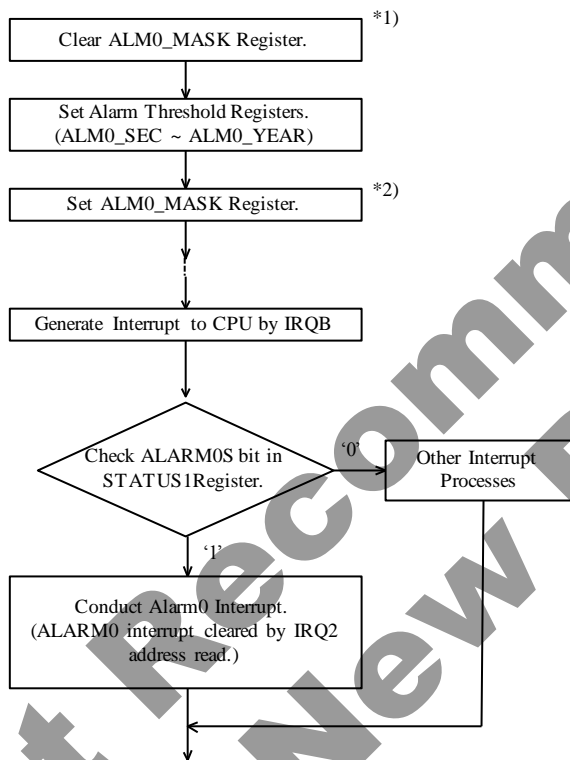 Clear ALM0_MASK Register.
*1)
Set Alarm Threshold Registers.
(ALM0_SEC ~ ALM0_YEAR)
Set ALM0_MASK Register.
*2)
Generate Interrupt to CPU by IRQB
Check ALARM0S bit in
STATUS1Register.
‘0’
Other Interrupt
Processes
‘1’
Conduct Alarm0 Interrupt.
(ALARM0 interrupt cleared by IRQ2
address read.)